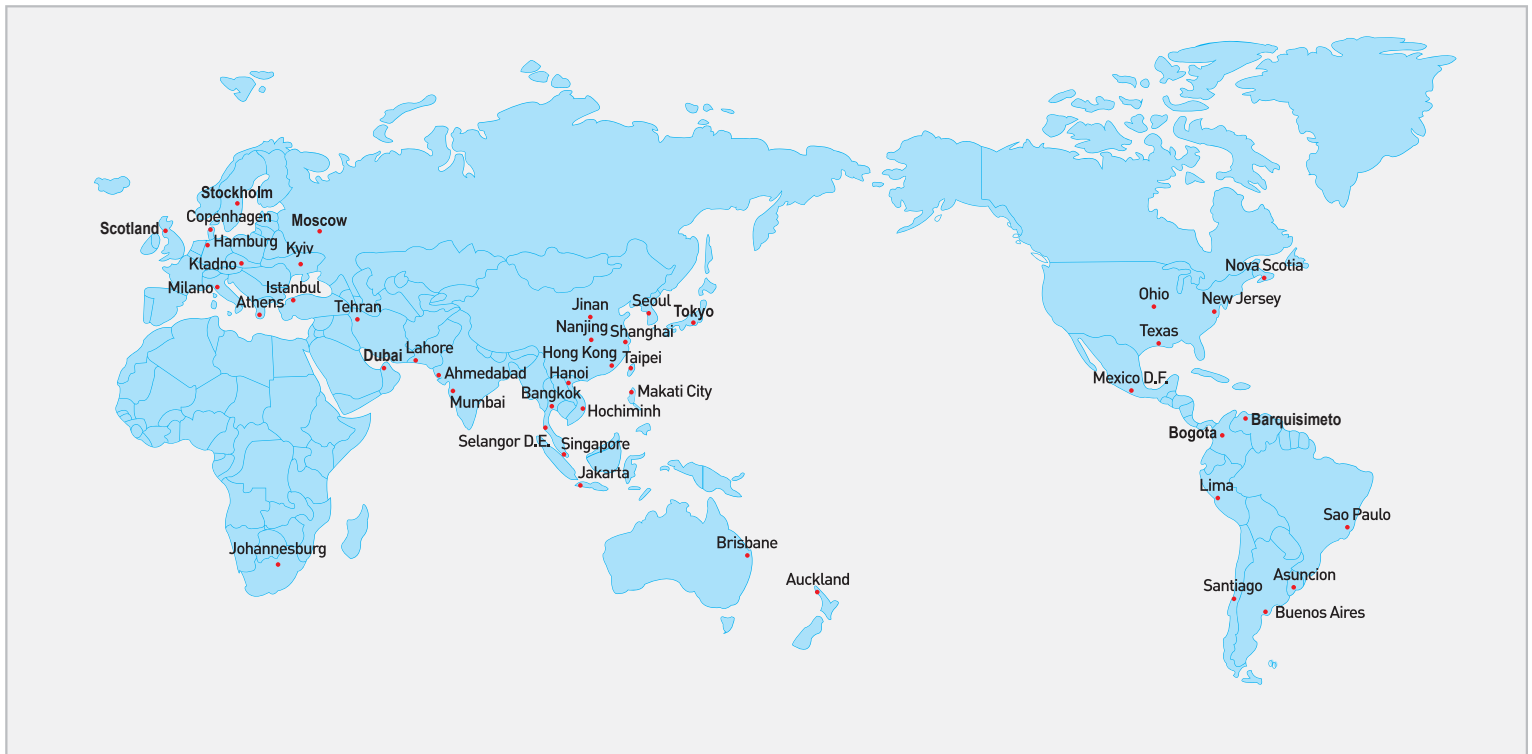 Stockholm
Copenhagen
Scotland
Moscow
Hamburg
Kyiv
Kladno
Milano
Istanbul
Athens
Tehran
Dubai
Lahore
Ahmedabad
Mumbai
Jinan
Seoul
Tokyo
Nanjing
Shanghai
Hong Kong
Taipei
Hanoi
Bangkok
Makati City
Hochiminh
Selangor D.E.
Singapore
Jakarta
Johannesburg
Brisbane
Auckland
Nova Scotia
Ohio
New Jersey
Texas
Mexico D.F.
Barquisimeto
Bogota
Lima
Sao Paulo
Asuncion
Santiago
Buenos Aires